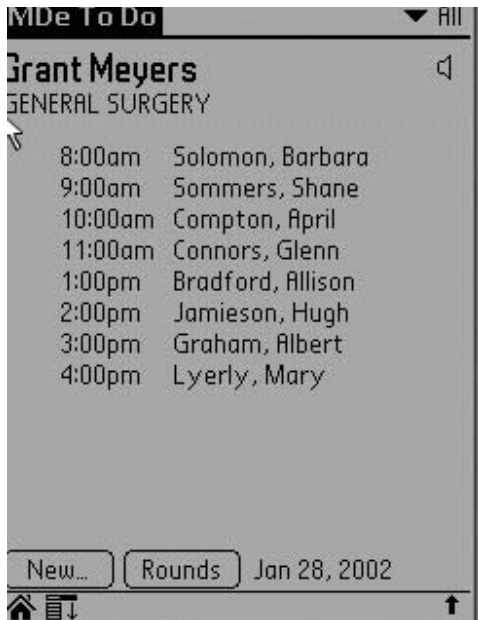 MDe To Do All
Grant Meyers
GENERAL SURGERY
8:00am Solomon, Barbara
9:00am Sommers, Shane
10:00am Compton, April
11:00am Connors, Glenn
1:00pm Bradford, Allison
2:00pm Jamieson, Hugh
3:00pm Graham, Albert
4:00pm Lyerly, Mary
New... Rounds Jan 28, 2002